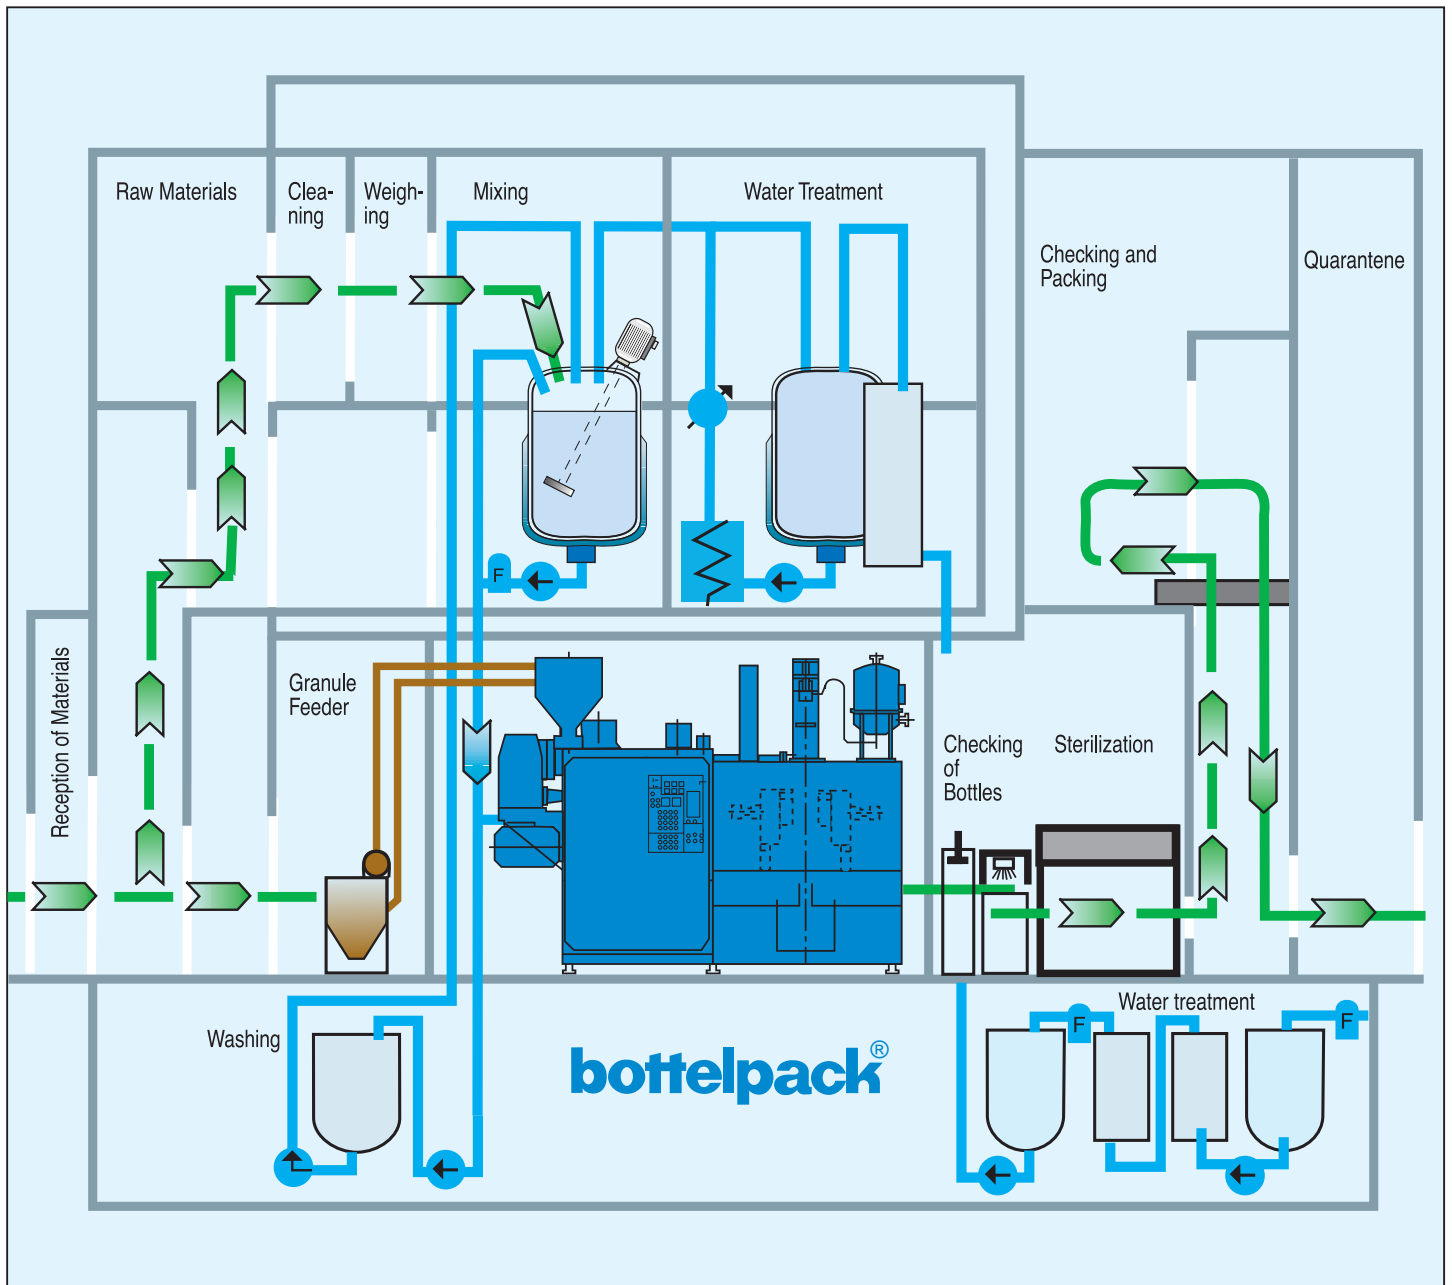 Raw Materials
Clea-
ning
Weigh-
ing
Mixing
Water Treatment
Checking and
Packing
Quarantene
F
Reception of Materials
Granule
Feeder
Checking
of
Bottles
Sterilization
Washing
bottelpack®
Water treatment
F
F